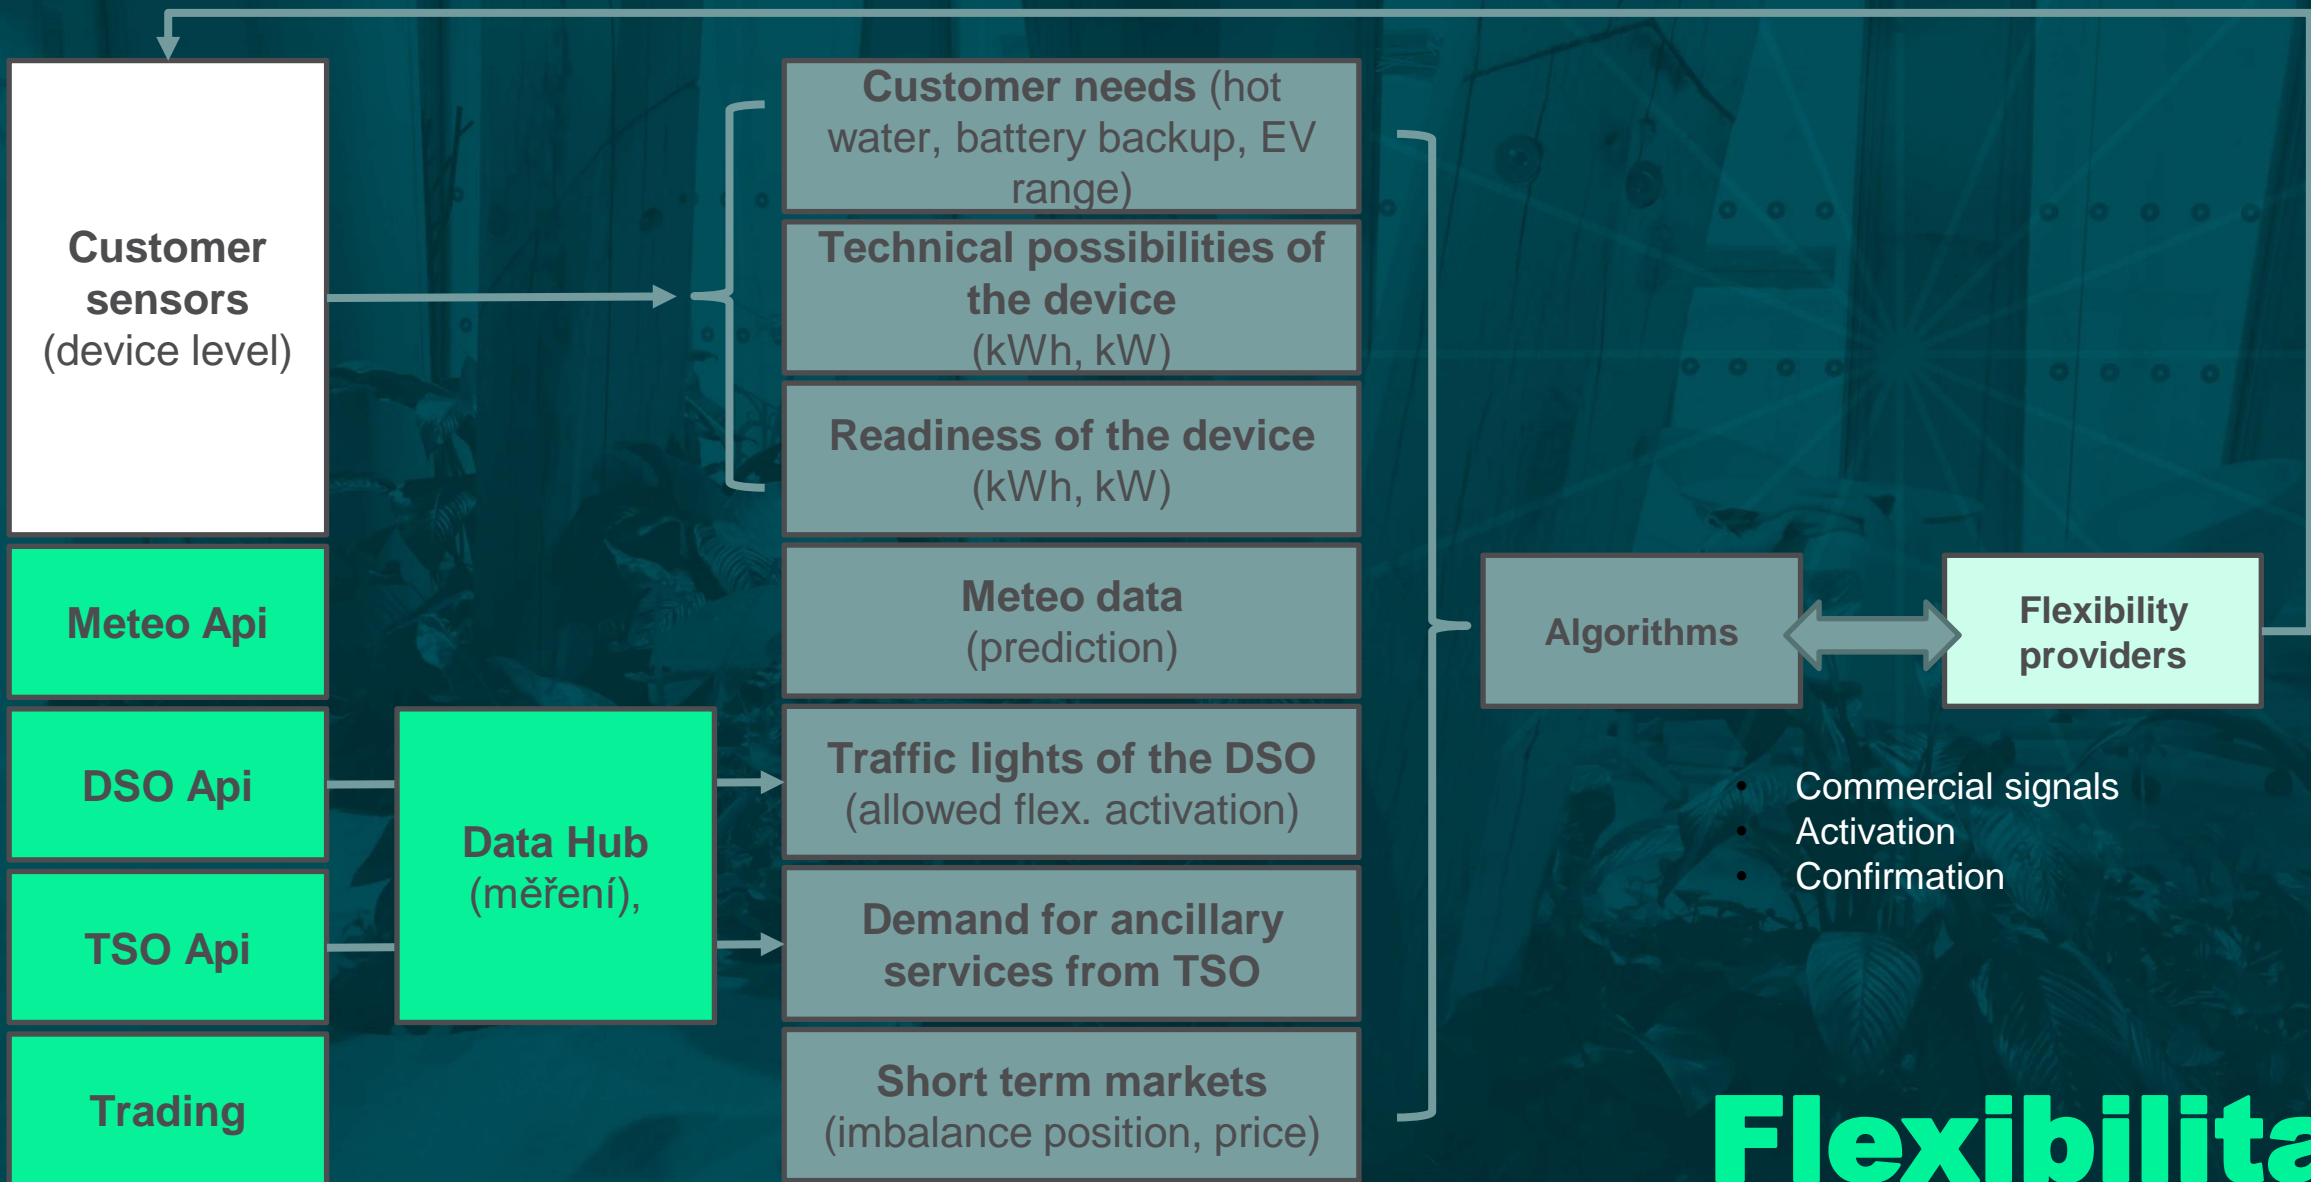 Customer
sensors
(device level)
Meteo Api
DSO Api
TSO Api
Trading
Data Hub
(měření),
Customer needs (hot
water, battery backup, EV
range)
Technical possibilities of
the device
(kWh, kW)
Readiness of the device
(kWh, kW)
Meteo data
(prediction)
Traffic lights of the DSO
(allowed flex. activation)
Demand for ancillary
services from TSO
Short term markets
(imbalance position, price)
Algorithms
Flexibility
providers
• Commercial signals
• Activation
• Confirmation
Flexibilita